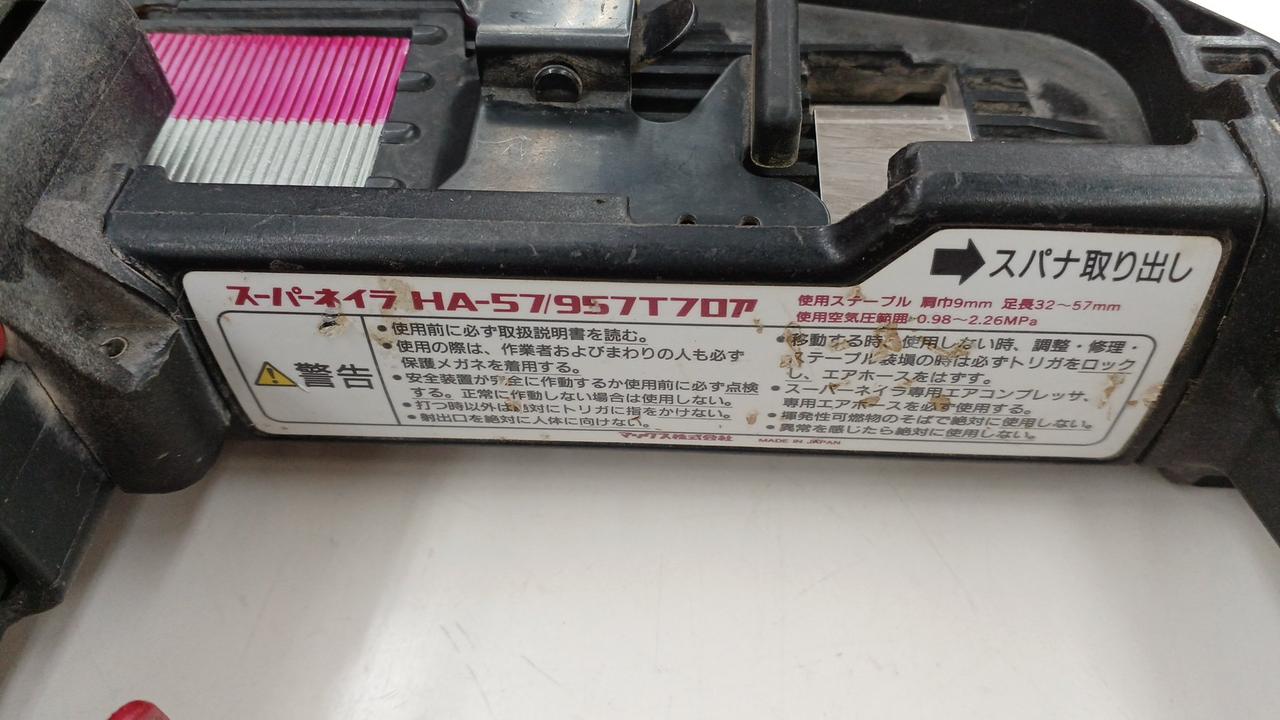 スパナ取り出し
スーパーネイラ HA-57/957Tフロア
使用ステープル 肩巾9mm 足長32～57mm
使用空気圧範囲 0.98～2.26MPa
警告
●使用前に必ず取扱説明書を読む。
●使用の際は、作業者およびまわりの人も必ず
保護メガネを着用する。
●安全装置が完全に作動するか使用前に必ず点検
する。正常に作動しない場合は使用しない。
●打つ時以外は絶対にトリガに指をかけない。
●射出口を絶対に人体に向けない。
●移動する時、使用しない時、調整・修理・
ステープル装填の時は必ずトリガをロック
し、エアホースをはずす。
●スーパーネイラ専用エアコンプレッサ、
専用エアホースを必ず使用する。
●揮発性可燃物のそばで絶対に使用しない。
●異常を感じたら絶対に使用しない。
マックス株式会社 MADE IN JAPAN